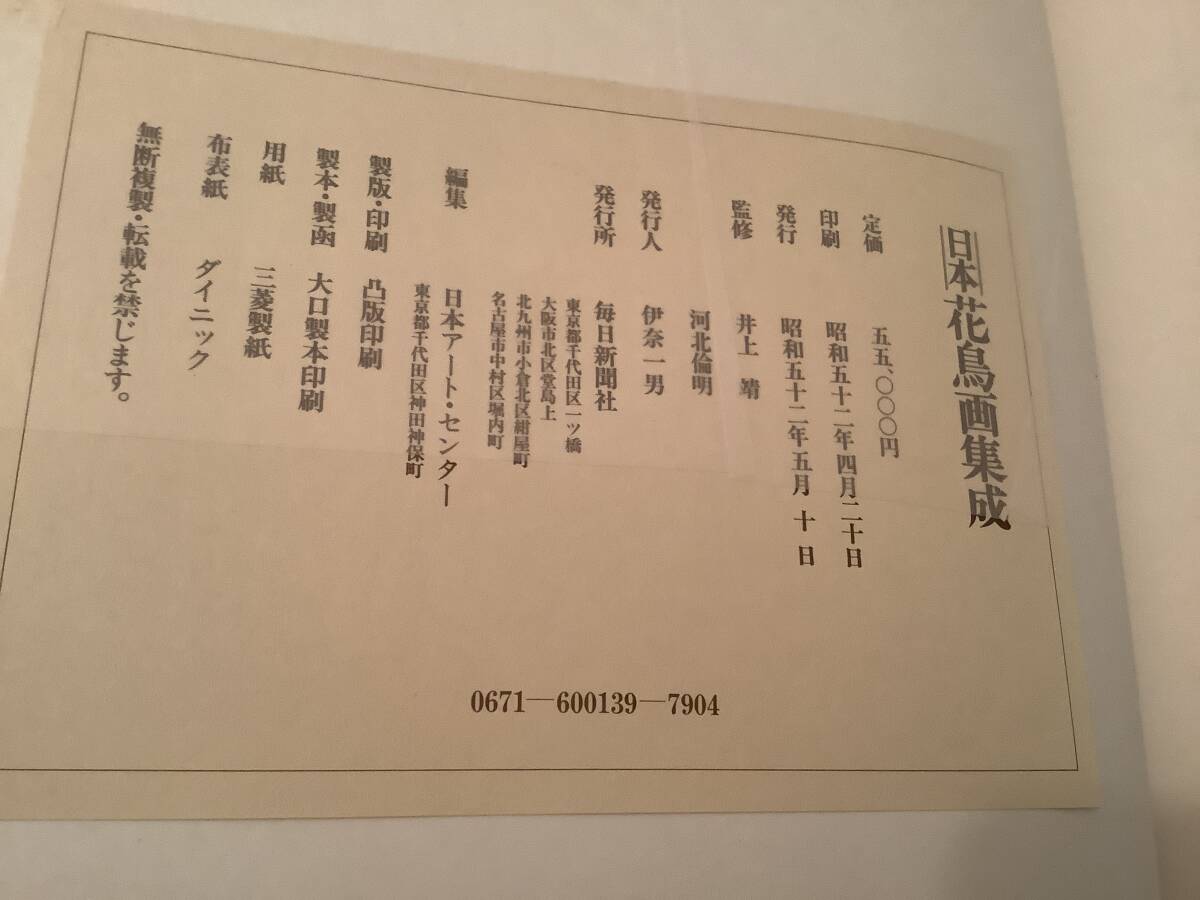 日本花鳥画集成
定価 五五、〇〇〇円
印刷 昭和五十二年四月二十日
発行 昭和五十二年五月 十 日
監修 井上 靖
河北倫明
発行人 伊奈一男
発行所 毎日新聞社
東京都千代田区一ツ橋
大阪市北区堂島上
北九州市小倉北区紺屋町
名古屋市中村区堀内町
編集 日本アート・センター
東京都千代田区神田神保町
製版・印刷 凸版印刷
製本・製函 大口製本印刷
用紙 三菱製紙
布表紙 ダイニック
無断複製・転載を禁じます。
0671―600139―7904